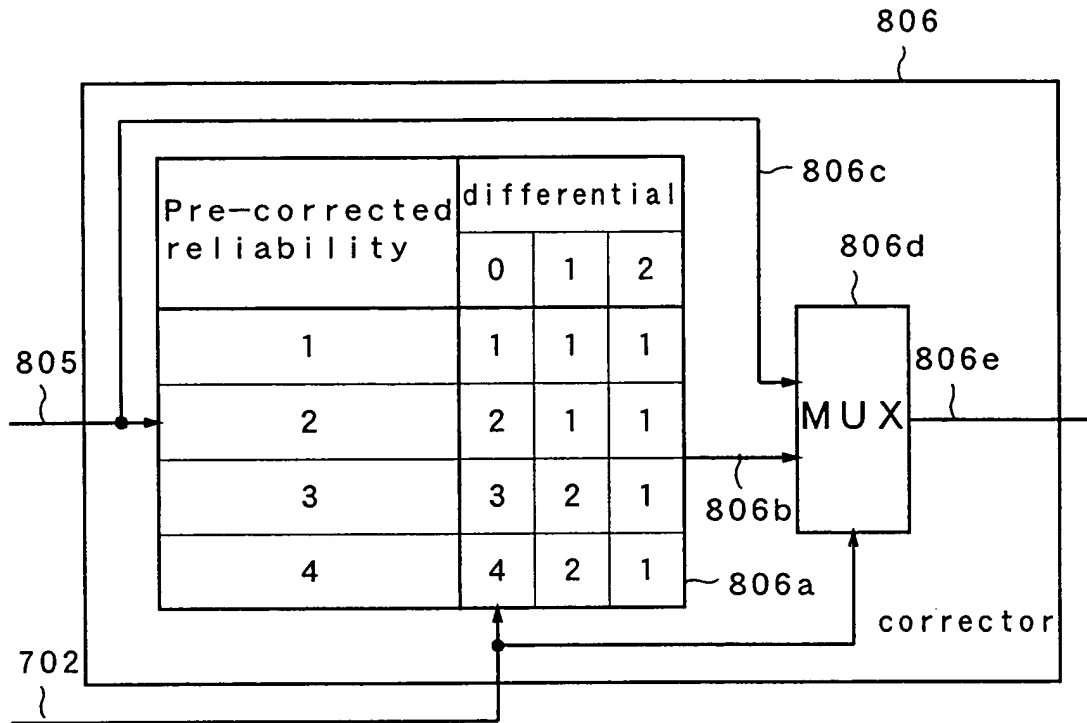 806
806c
differential
Pre-corrected
reliability
0 1 2
806d
1 1 1 1
805
806e
2 2 1 1
MUX
3 3 2 1
806b
4 4 2 1
806a
corrector
702